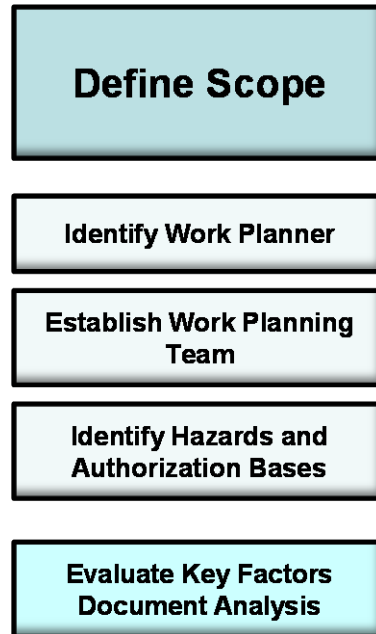 Define Scope
Identify Work Planner
Establish Work Planning
Team
Identify Hazards and
Authorization Bases
Evaluate Key Factors
Document Analysis